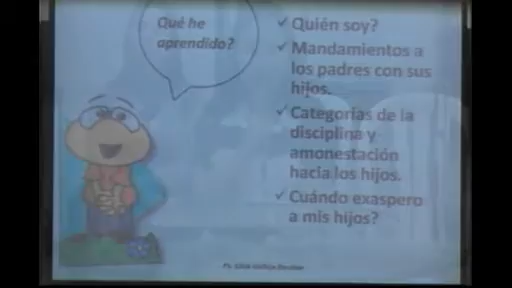 Qué he
aprendido?
✓ Quién soy?
✓ Mandamientos a
los padres con sus
hijos.
✓ Categorías de la
disciplina y
amonestación
hacia los hijos.
✓ Cuándo exaspero
a mis hijos?
Ps.